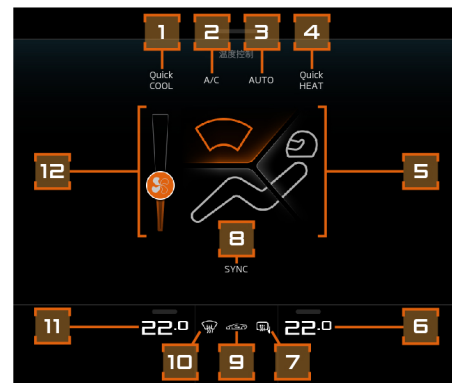 1 2 3 4
温度控制
Quick COOL
A/C
AUTO
Quick HEAT
12
5
8
SYNC
11
22.0
22.0
6
10
9
7